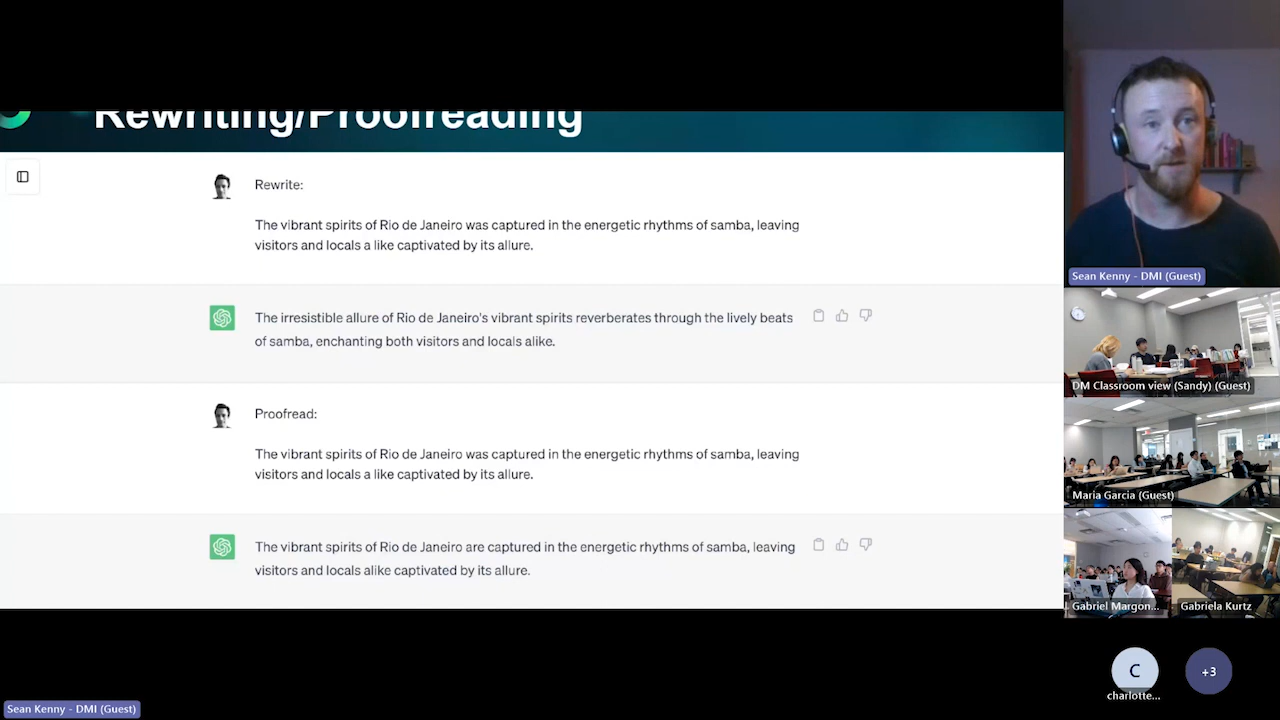 Rewriting/Proofreading
Rewrite:
The vibrant spirits of Rio de Janeiro was captured in the energetic rhythms of samba, leaving
visitors and locals a like captivated by its allure.
The irresistible allure of Rio de Janeiro's vibrant spirits reverberates through the lively beats
of samba, enchanting both visitors and locals alike.
Proofread:
The vibrant spirits of Rio de Janeiro was captured in the energetic rhythms of samba, leaving
visitors and locals a like captivated by its allure.
The vibrant spirits of Rio de Janeiro are captured in the energetic rhythms of samba, leaving
visitors and locals alike captivated by its allure.
Sean Kenny - DMI (Guest)
DM Classroom view (Sandy) (Guest)
Maria Garcia (Guest)
Gabriel Margon...
Gabriela Kurtz
C
charlotte...
+3
Sean Kenny - DMI (Guest)